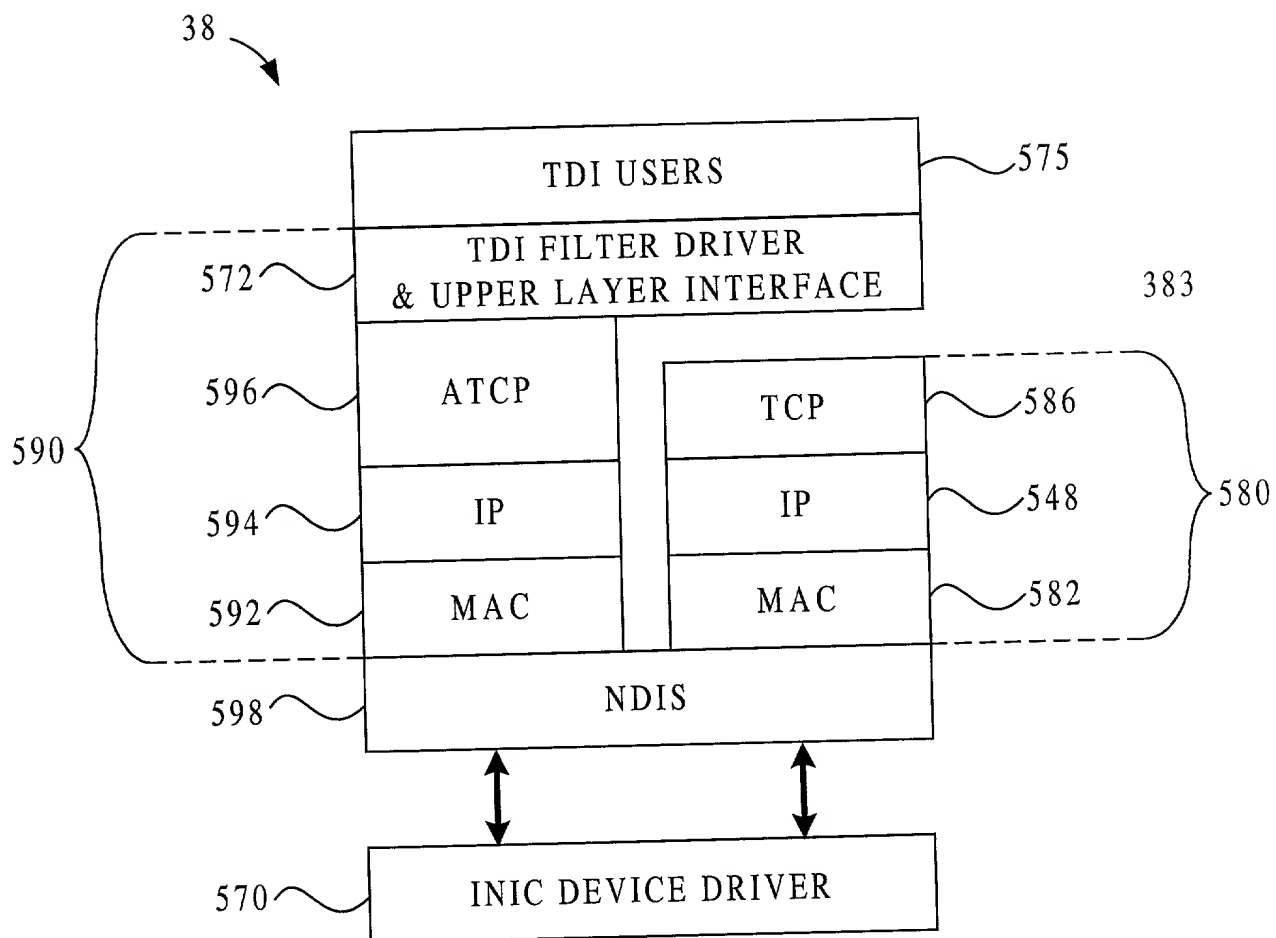 38
TDI USERS
575
TDI FILTER DRIVER
& UPPER LAYER INTERFACE
572
383
596
ATCP
TCP
586
590
594
IP
IP
548
580
592
MAC
MAC
582
598
NDIS
570
INIC DEVICE DRIVER